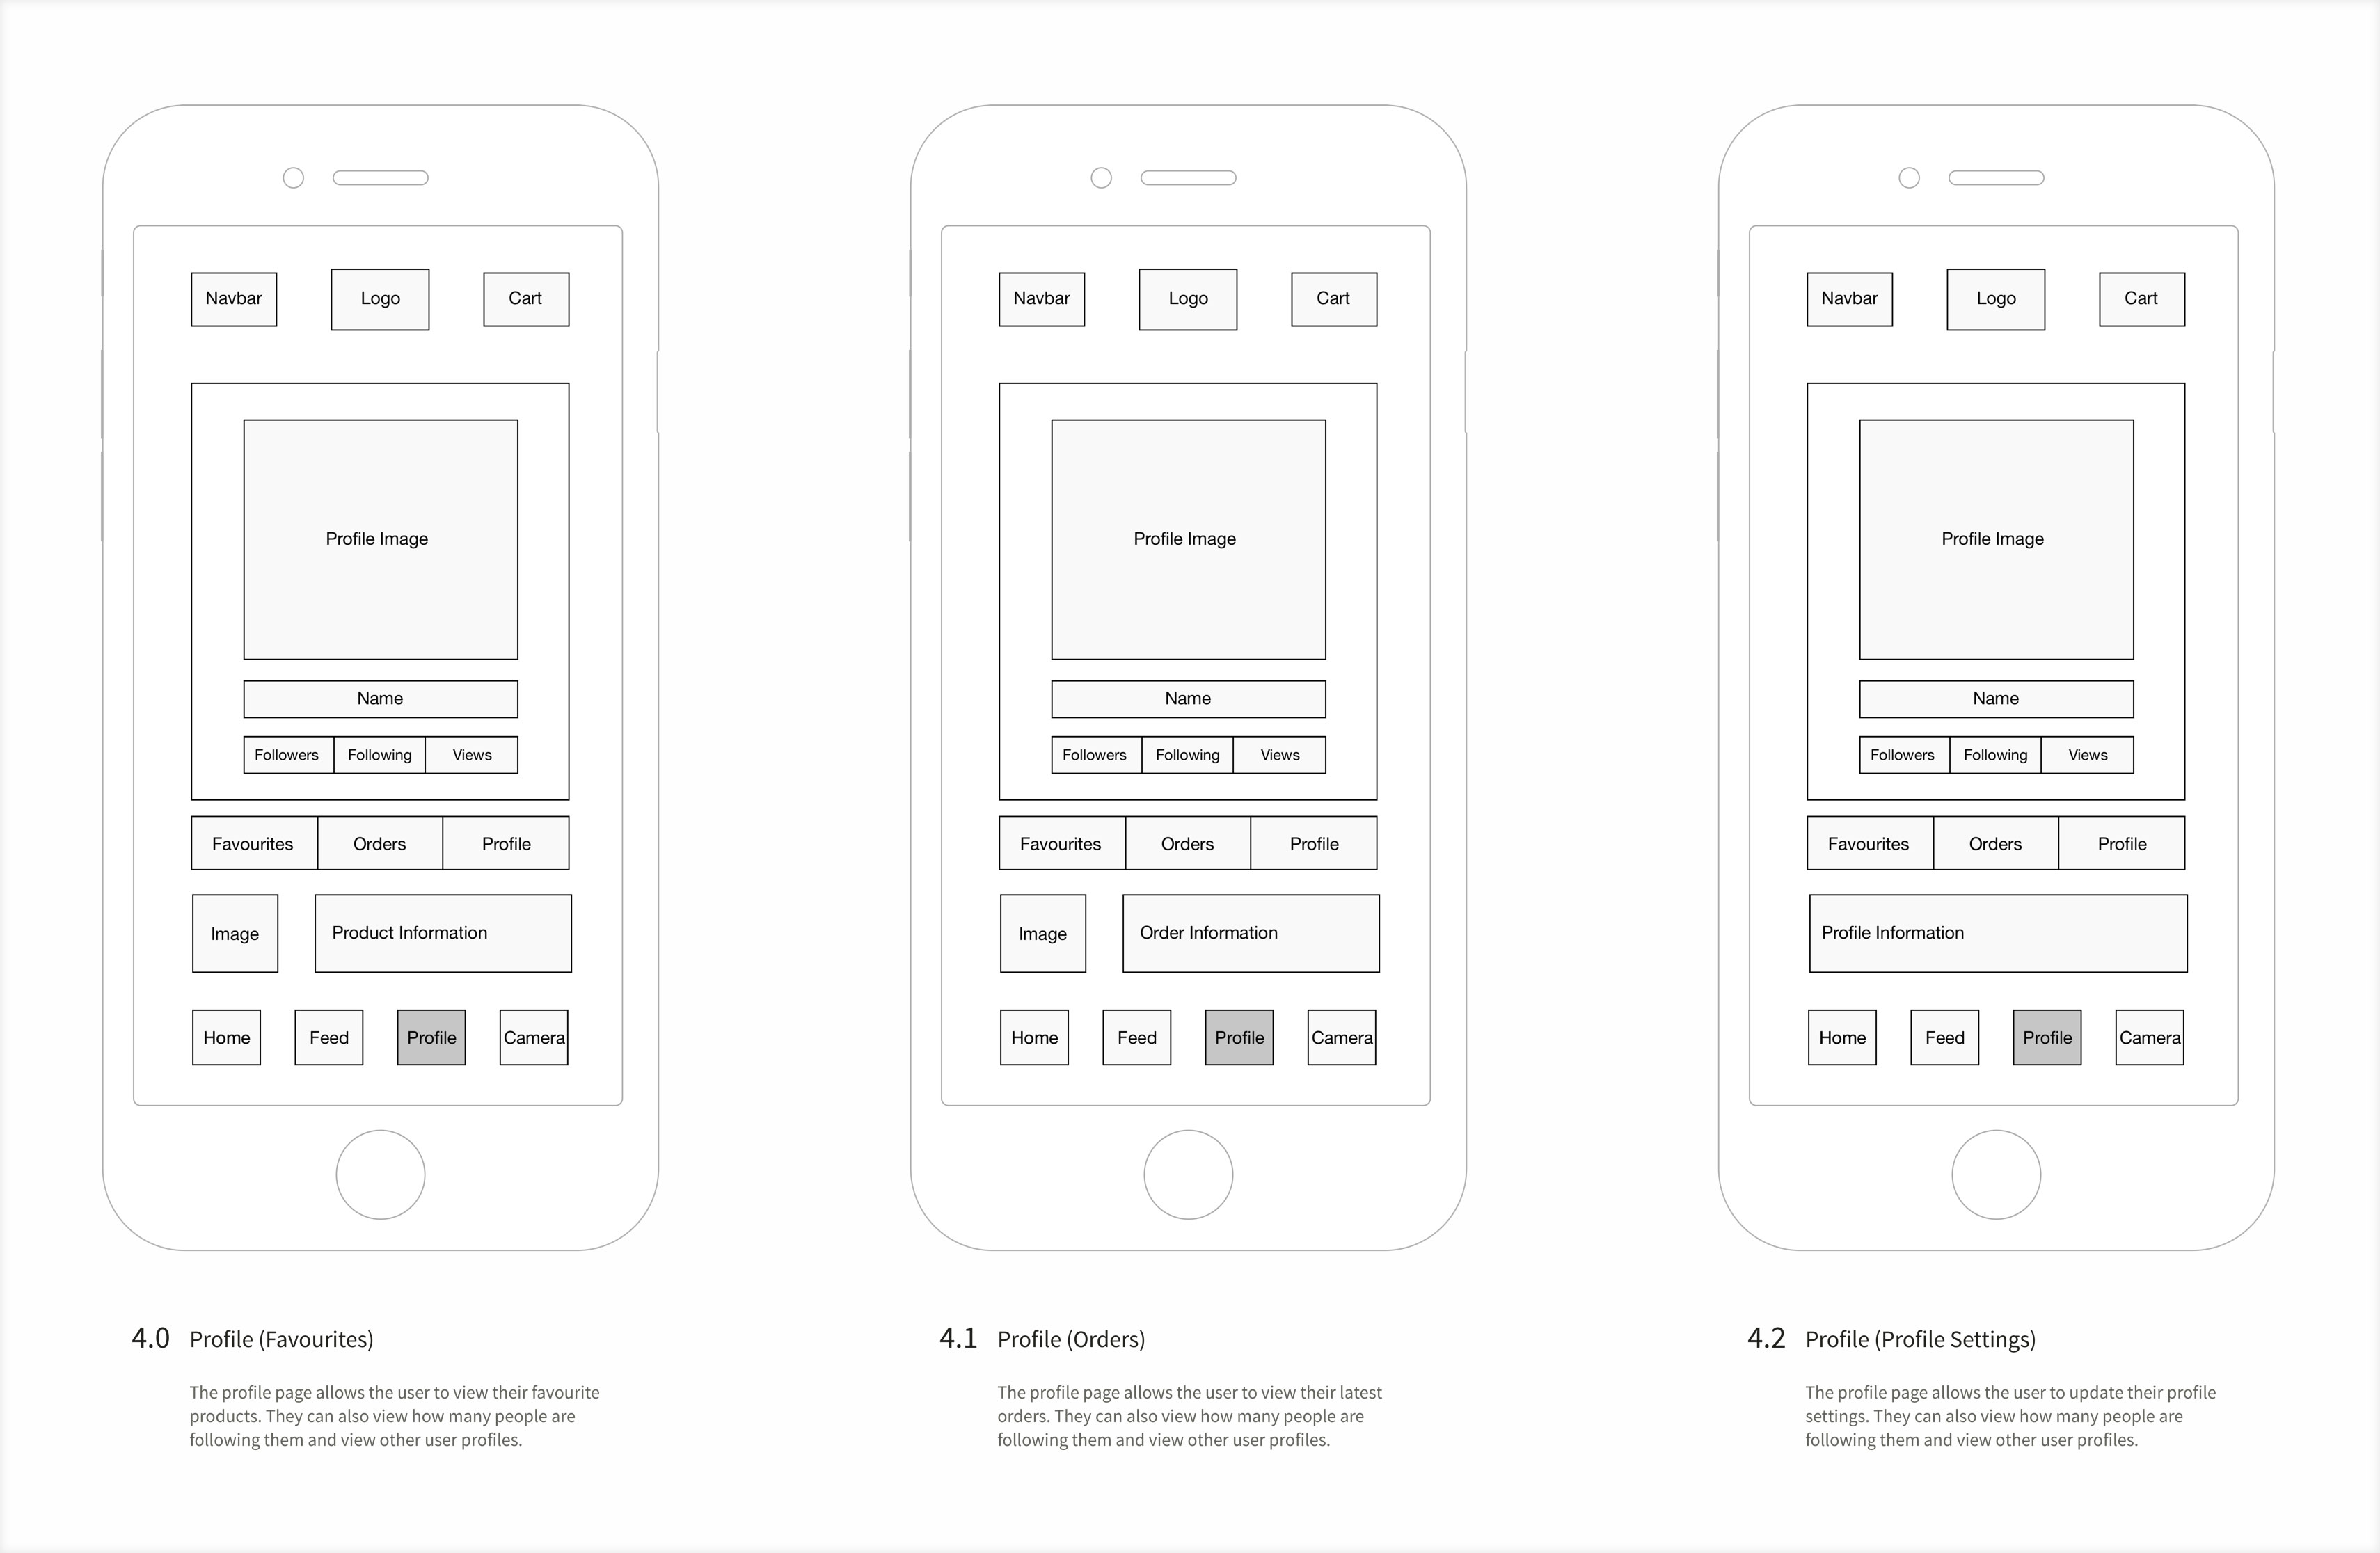 Navbar
Logo
Cart
Profile Image
Name
Followers Following Views
Favourites Orders Profile
Image
Product Information
Home
Feed
Profile
Camera
4.0 Profile (Favourites)
The profile page allows the user to view their favourite
products. They can also view how many people are
following them and view other user profiles.
Navbar
Logo
Cart
Profile Image
Name
Followers Following Views
Favourites Orders Profile
Image
Order Information
Home
Feed
Profile
Camera
4.1 Profile (Orders)
The profile page allows the user to view their latest
orders. They can also view how many people are
following them and view other user profiles.
Navbar
Logo
Cart
Profile Image
Name
Followers Following Views
Favourites Orders Profile
Profile Information
Home
Feed
Profile
Camera
4.2 Profile (Profile Settings)
The profile page allows the user to update their profile
settings. They can also view how many people are
following them and view other user profiles.